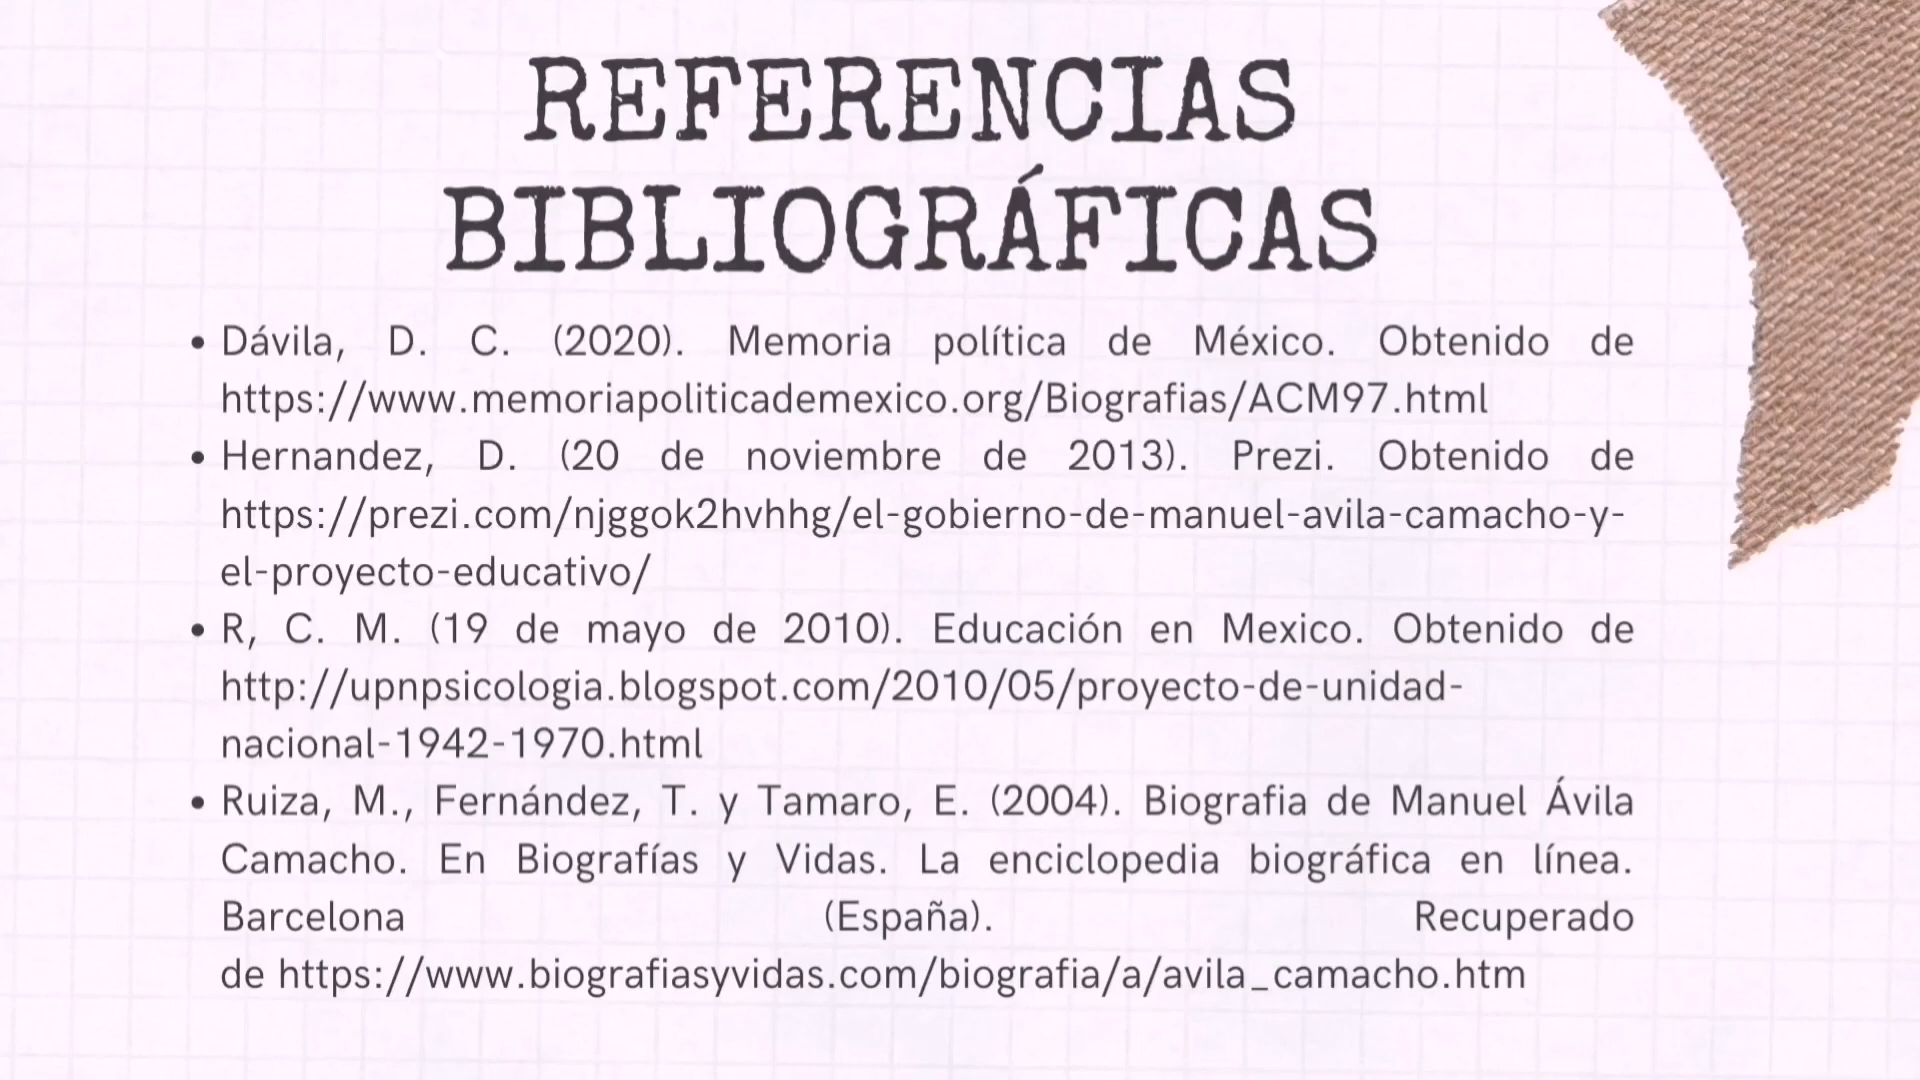 REFERENCIAS
BIBLIOGRÁFICAS
• Dávila, D. C. (2020). Memoria política de México. Obtenido de
https://www.memoriapoliticademexico.org/Biografias/ACM97.html
• Hernandez, D. (20 de noviembre de 2013). Prezi. Obtenido de
https://prezi.com/njggok2hvhhg/el-gobierno-de-manuel-avila-camacho-y-
el-proyecto-educativo/
• R, C. M. (19 de mayo de 2010). Educación en Mexico. Obtenido de
http://upnpsicologia.blogspot.com/2010/05/proyecto-de-unidad-
nacional-1942-1970.html
• Ruiza, M., Fernández, T. y Tamaro, E. (2004). Biografia de Manuel Ávila
Camacho. En Biografías y Vidas. La enciclopedia biográfica en línea.
Barcelona (España). Recuperado
de https://www.biografiasyvidas.com/biografia/a/avila_camacho.htm